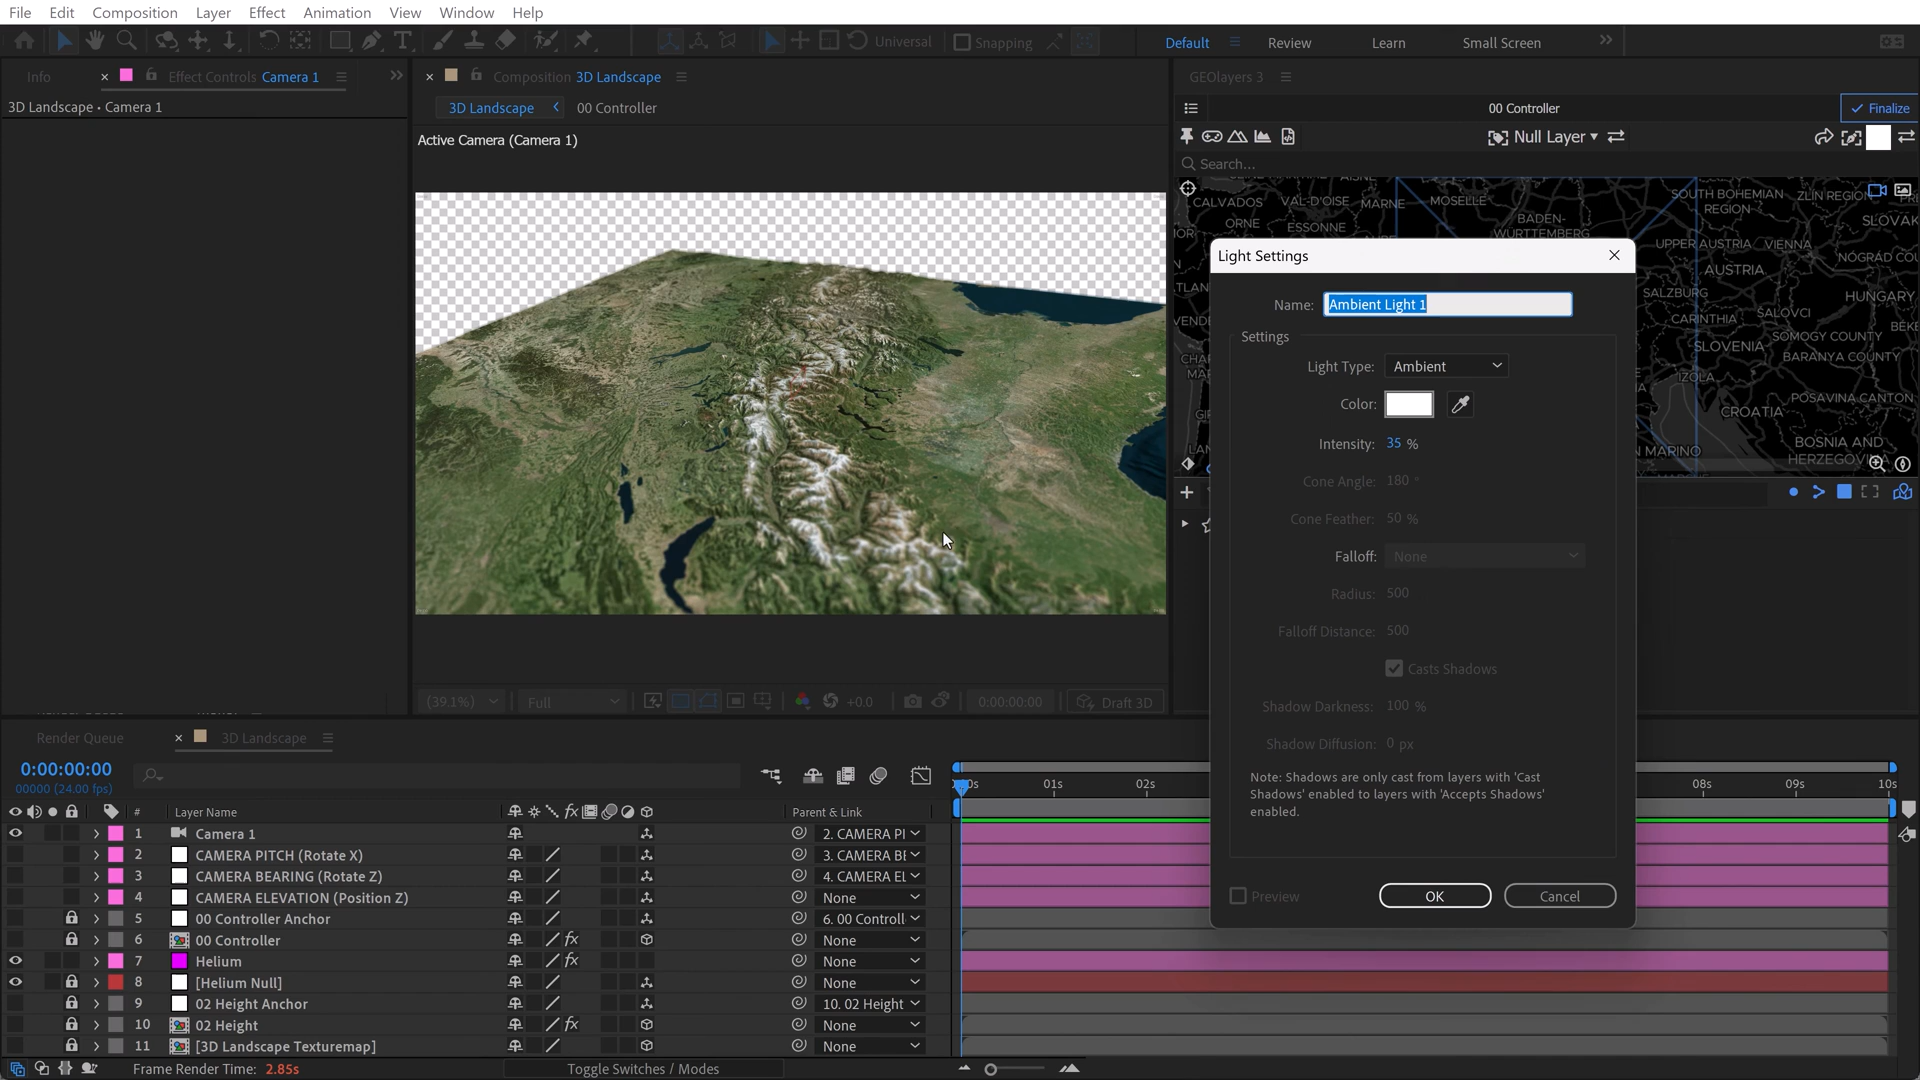 File Edit Composition Layer Effect Animation View Window Help
Universal Snapping Default Review Learn Small Screen
Info Effect Controls Camera 1
3D Landscape • Camera 1
Composition 3D Landscape
3D Landscape 00 Controller
Active Camera (Camera 1)
GEOlayers 3
00 Controller Finalize
Null Layer
Search...
CALVADOS VAL-D'OISE MARNE MOSELLE
ORNE ESSONNE
BADEN-
WÜRTTEMBERG
SOUTH BOHEMIAN
REGION
ZLÍN REGION
SLOVAK
UPPER AUSTRIA VIENNA
NÓGRÁD COU
AUSTRIA
SALZBURG
HUNGARY
CARINTHIA SALOVCI
SOMOGY COUNTY
BÉKÉ
SLOVENIA
BARANYA COUNTY
IZOLA
POSAVINA CANTON
CROATIA
BOSNIA AND
HERZEGOVINA
MARINO
Light Settings
Name: Ambient Light 1
Settings
Light Type: Ambient
Color:
Intensity: 35 %
Cone Angle: 180 °
Cone Feather: 50 %
Falloff: None
Radius: 500
Falloff Distance: 500
Casts Shadows
Shadow Darkness: 100 %
Shadow Diffusion: 0 px
Note: Shadows are only cast from layers with 'Cast
Shadows' enabled to layers with 'Accepts Shadows'
enabled.
Preview OK Cancel
(39.1%) Full +0.0 0:00:00:00 Draft 3D
Render Queue 3D Landscape
0:00:00:00
00000 (24.00 fps)
01s 02s 08s 09s 10s
# Layer Name fx Parent & Link
1 Camera 1 2. CAMERA PI
2 CAMERA PITCH (Rotate X) 3. CAMERA BE
3 CAMERA BEARING (Rotate Z) 4. CAMERA EL
4 CAMERA ELEVATION (Position Z) None
5 00 Controller Anchor 6. 00 Controll
6 00 Controller fx None
7 Helium fx None
8 [Helium Null] None
9 02 Height Anchor 10. 02 Height
10 02 Height fx None
11 [3D Landscape Texturemap] None
Frame Render Time: 2.85s Toggle Switches / Modes